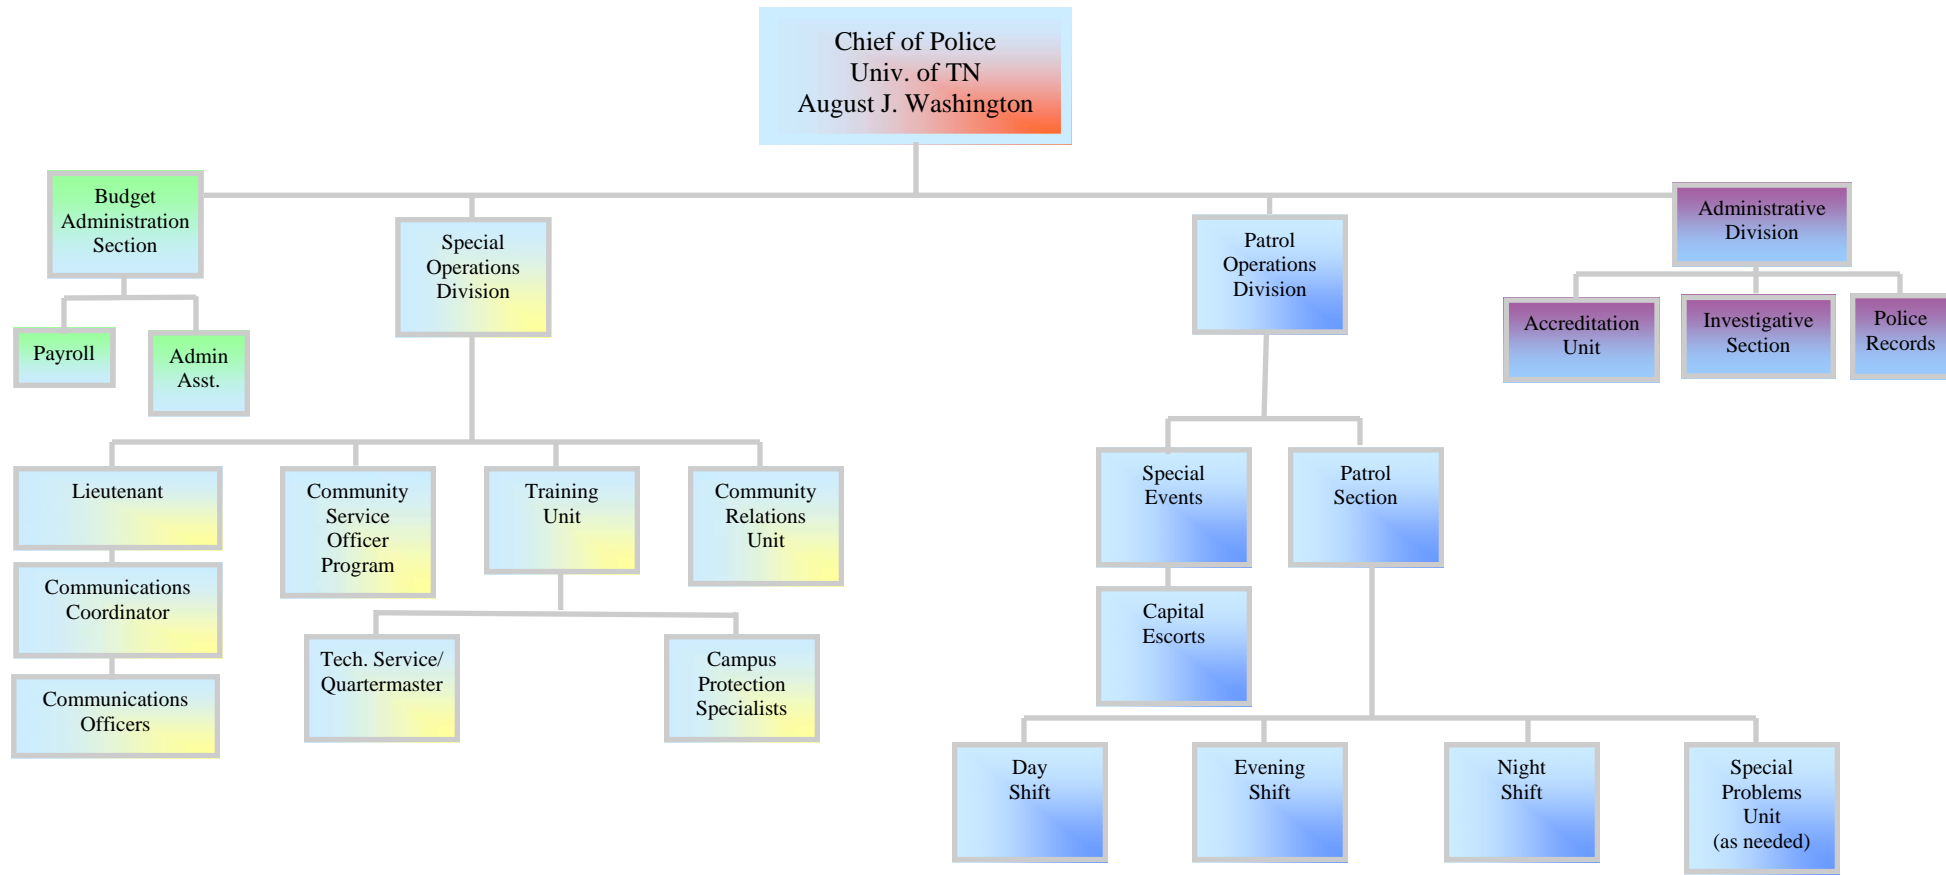 Chief of Police
Univ. of TN
August J. Washington
Budget
Administration
Section
Special
Operations
Division
Patrol
Operations
Division
Administrative
Division
Payroll
Admin
Asst.
Accreditation
Unit
Investigative
Section
Police
Records
Lieutenant
Community
Service
Officer
Program
Training
Unit
Community
Relations
Unit
Special
Events
Patrol
Section
Communications
Coordinator
Capital
Escorts
Communications
Officers
Tech. Service/
Quartermaster
Campus
Protection
Specialists
Day
Shift
Evening
Shift
Night
Shift
Special
Problems
Unit
(as needed)